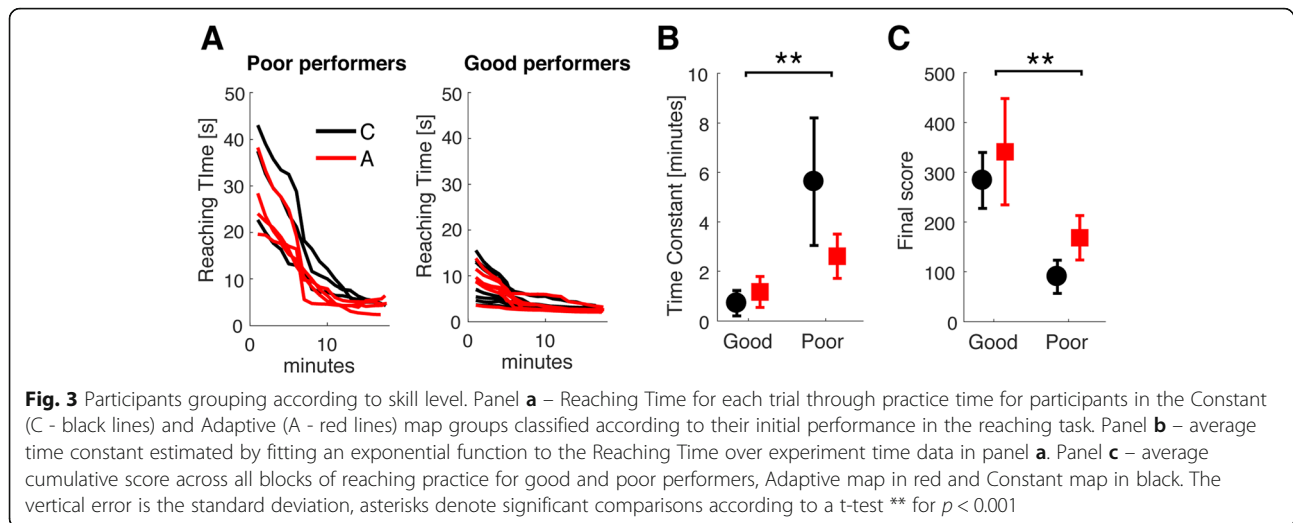 A
Poor performers
Good performers
Reaching TIme [s]
50
40
30
20
10
0
C
A
0
10
minutes
Reaching Time [s]
50
40
30
20
10
0
0
10
minutes
B
**
Time Constant [minutes]
10
8
6
4
2
0
Good
Poor
C
**
Final score
500
400
300
200
100
0
Good
Poor
Fig. 3 Participants grouping according to skill level. Panel a – Reaching Time for each trial through practice time for participants in the Constant
(C - black lines) and Adaptive (A - red lines) map groups classified according to their initial performance in the reaching task. Panel b – average
time constant estimated by fitting an exponential function to the Reaching Time over experiment time data in panel a. Panel c – average
cumulative score across all blocks of reaching practice for good and poor performers, Adaptive map in red and Constant map in black. The
vertical error is the standard deviation, asterisks denote significant comparisons according to a t-test ** for p < 0.001